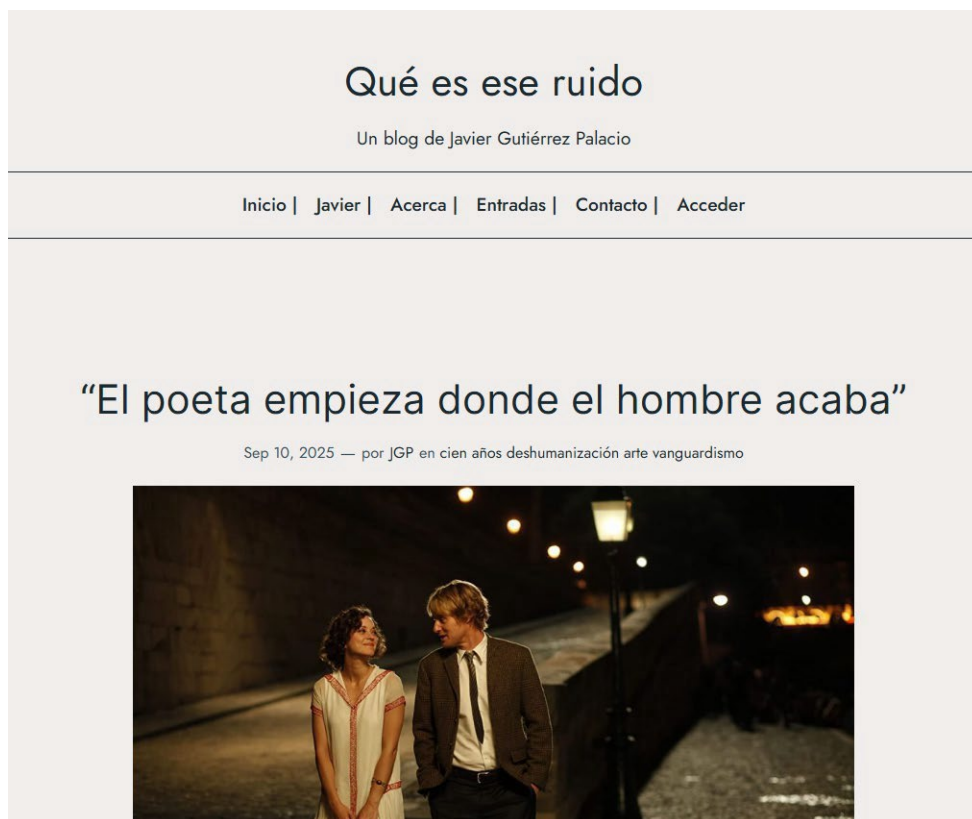 Qué es ese ruido
Un blog de Javier Gutiérrez Palacio
Inicio | Javier | Acerca | Entradas | Contacto | Acceder
“El poeta empieza donde el hombre acaba”
Sep 10, 2025 — por JGP en cien años deshumanización arte vanguardismo